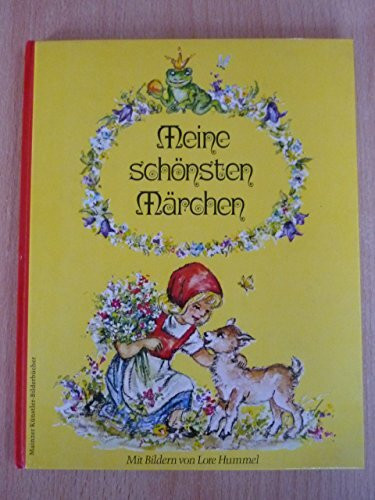 Meine
schönsten
Märchen
Mainzer Künstler-Bilderbücher
Mit Bildern von Lore Hummel